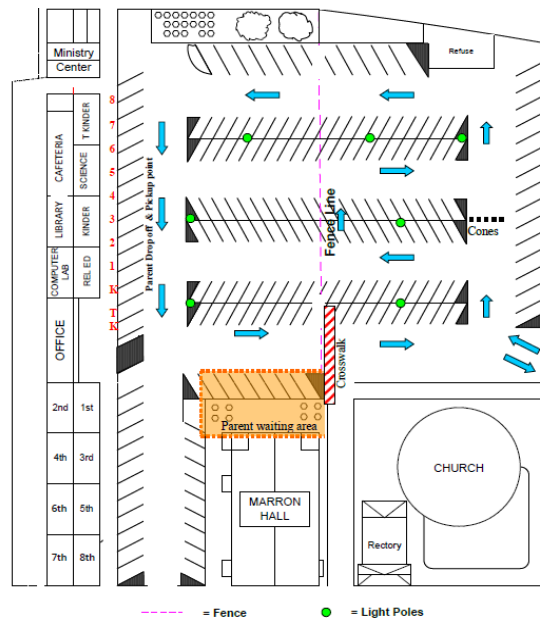 Ministry
Center
Refuse
CAFETERIA
T KINDER
SCIENCE
LIBRARY
KINDER
COMPUTER
LAB
REL ED
OFFICE
8
7
6
5
4
3
2
1
K
TK
Parent Drop off & Pickup point
Fence Line
Cones
Crosswalk
2nd
1st
4th
3rd
6th
5th
7th
8th
Parent waiting area
MARRON
HALL
CHURCH
Rectory
= Fence
= Light Poles